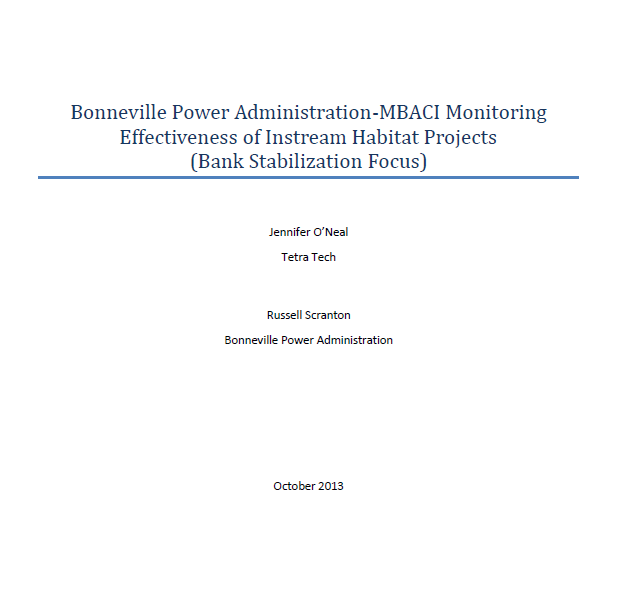 Bonneville Power Administration-MBACI Monitoring
Effectiveness of Instream Habitat Projects
(Bank Stabilization Focus)
Jennifer O’Neal
Tetra Tech
Russell Scranton
Bonneville Power Administration
October 2013